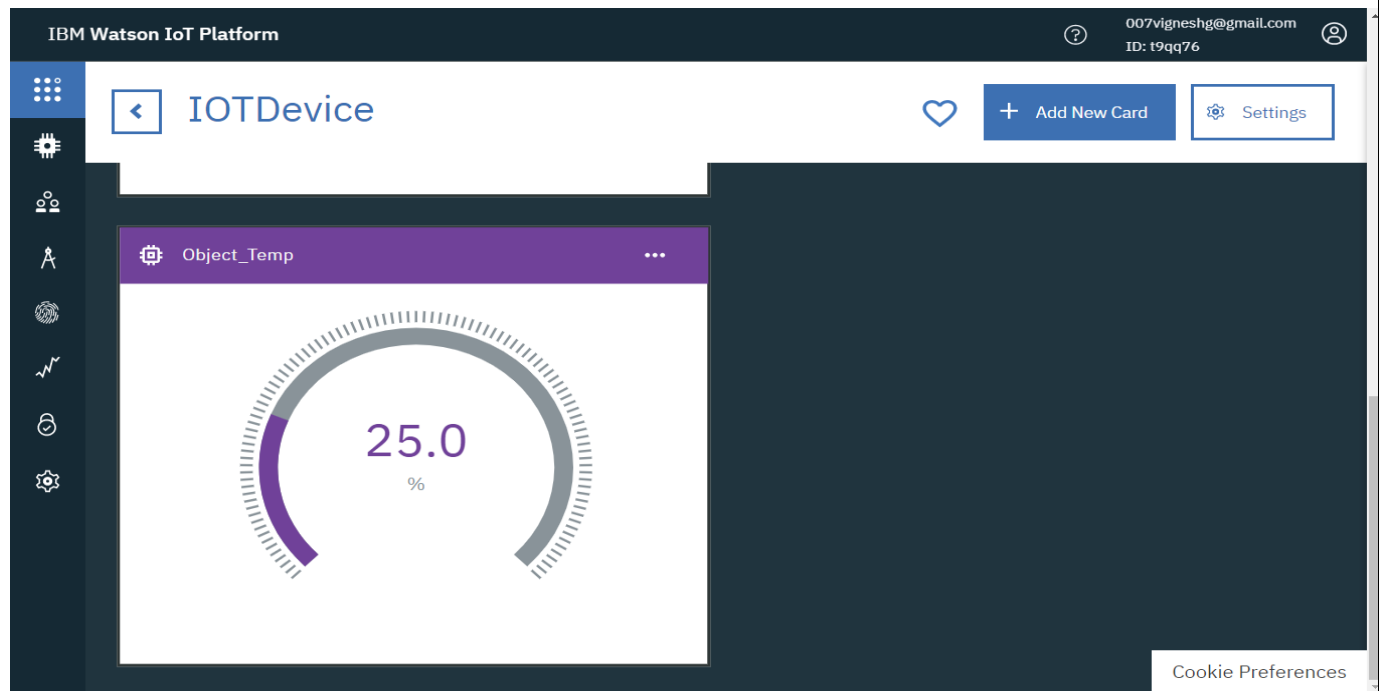 IBM Watson IoT Platform
007vigneshg@gmail.com
ID: t9qq76
IOTDevice
Add New Card
Settings
Object_Temp
25.0
%
Cookie Preferences